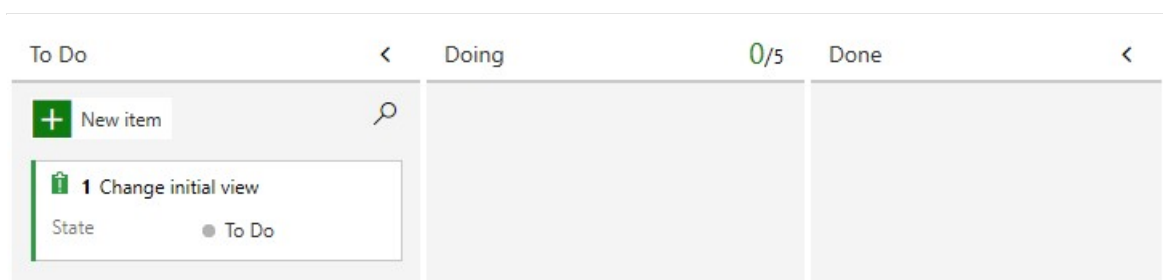 To Do
Doing 0/5
Done
New item
1 Change initial view
State To Do